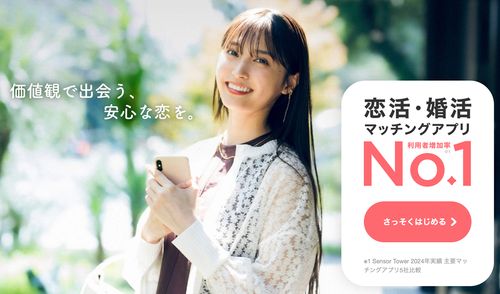 価値観で出会う、
安心な恋を。
恋活・婚活
マッチングアプリ
利用者増加率
No.1
さっそくはじめる
※1 Sensor Tower 2024年実績 主要マッ
チングアプリ5社比較